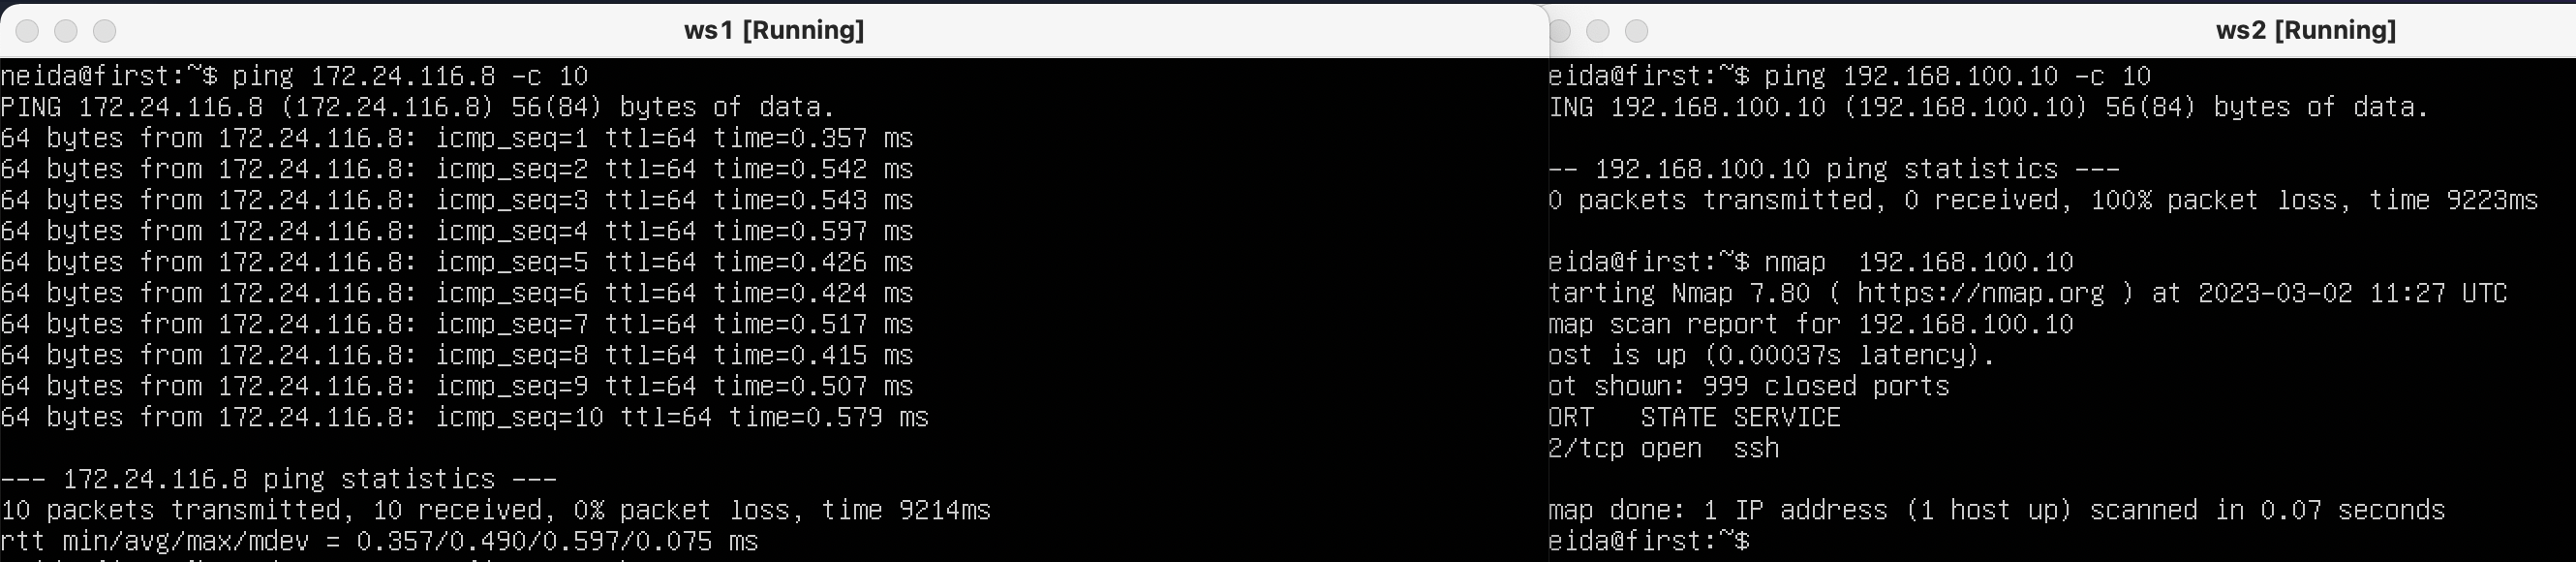 ws1 [Running]
neida@first:~$ ping 172.24.116.8 -c 10
PING 172.24.116.8 (172.24.116.8) 56(84) bytes of data.
64 bytes from 172.24.116.8: icmp_seq=1 ttl=64 time=0.357 ms
64 bytes from 172.24.116.8: icmp_seq=2 ttl=64 time=0.542 ms
64 bytes from 172.24.116.8: icmp_seq=3 ttl=64 time=0.543 ms
64 bytes from 172.24.116.8: icmp_seq=4 ttl=64 time=0.597 ms
64 bytes from 172.24.116.8: icmp_seq=5 ttl=64 time=0.426 ms
64 bytes from 172.24.116.8: icmp_seq=6 ttl=64 time=0.424 ms
64 bytes from 172.24.116.8: icmp_seq=7 ttl=64 time=0.517 ms
64 bytes from 172.24.116.8: icmp_seq=8 ttl=64 time=0.415 ms
64 bytes from 172.24.116.8: icmp_seq=9 ttl=64 time=0.507 ms
64 bytes from 172.24.116.8: icmp_seq=10 ttl=64 time=0.579 ms
--- 172.24.116.8 ping statistics ---
10 packets transmitted, 10 received, 0% packet loss, time 9214ms
rtt min/avg/max/mdev = 0.357/0.490/0.597/0.075 ms
ws2 [Running]
eida@first:~$ ping 192.168.100.10 -c 10
ING 192.168.100.10 (192.168.100.10) 56(84) bytes of data.
-- 192.168.100.10 ping statistics ---
0 packets transmitted, 0 received, 100% packet loss, time 9223ms
eida@first:~$ nmap  192.168.100.10
tarting Nmap 7.80 ( https://nmap.org ) at 2023-03-02 11:27 UTC
map scan report for 192.168.100.10
ost is up (0.00037s latency).
ot shown: 999 closed ports
ORT   STATE SERVICE
2/tcp open  ssh
map done: 1 IP address (1 host up) scanned in 0.07 seconds
eida@first:~$